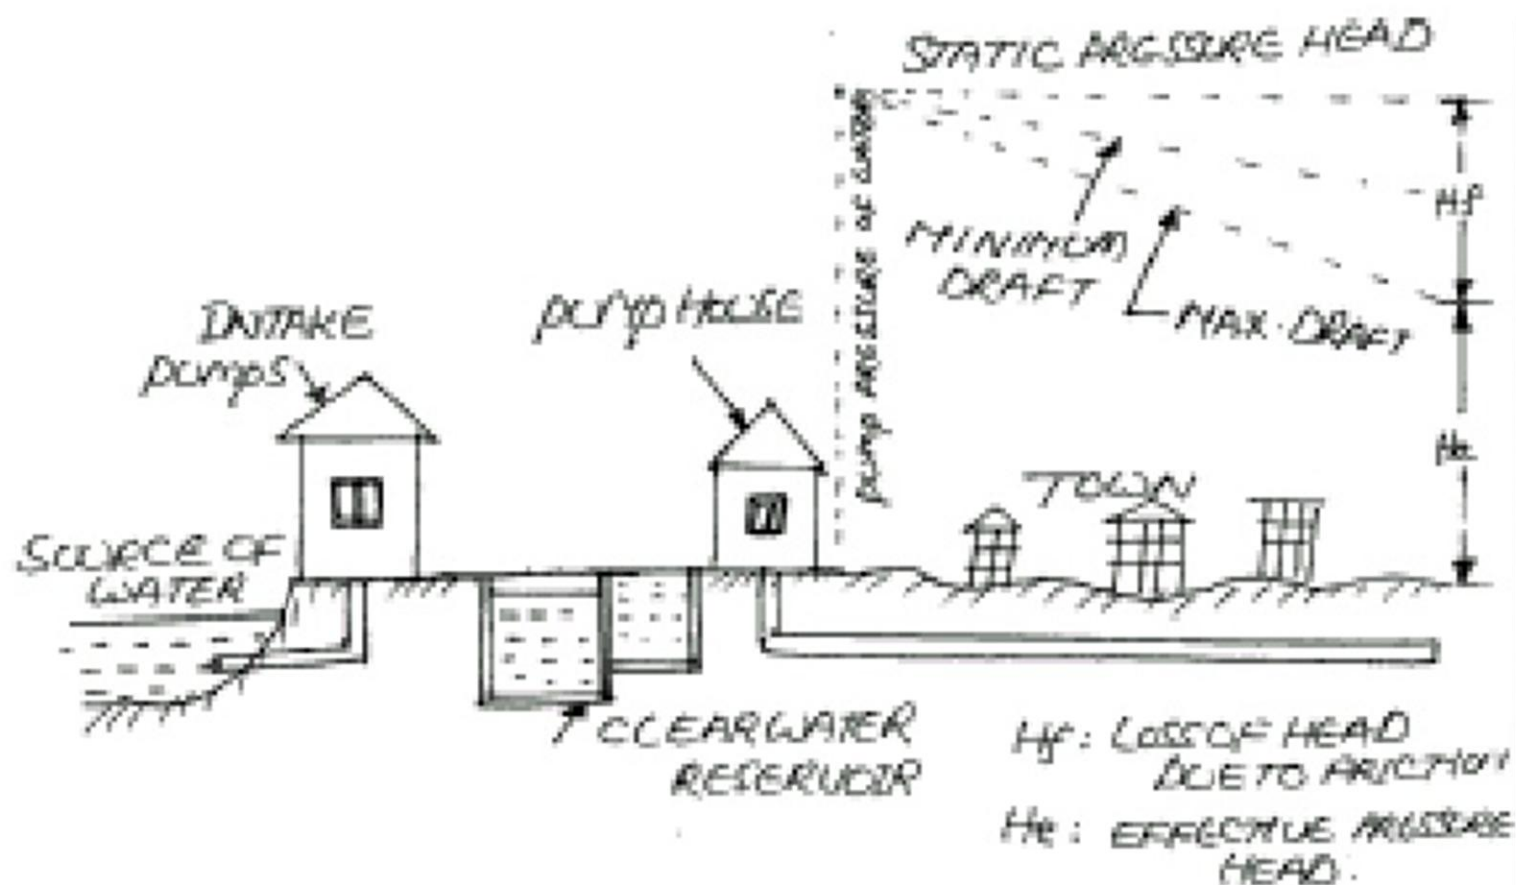 STATIC PRESSURE HEAD
PUMP PRESSURE OF WATER
Hf
MINIMUM
DRAFT
MAX. DRAFT
INTAKE
pumps
pump HOUSE
He
TOWN
SOURCE OF
WATER
CLEARWATER
RESERVOIR
Hf: LOSS OF HEAD
DUE TO FRICTION
He: EFFECTIVE PRESSURE
HEAD.